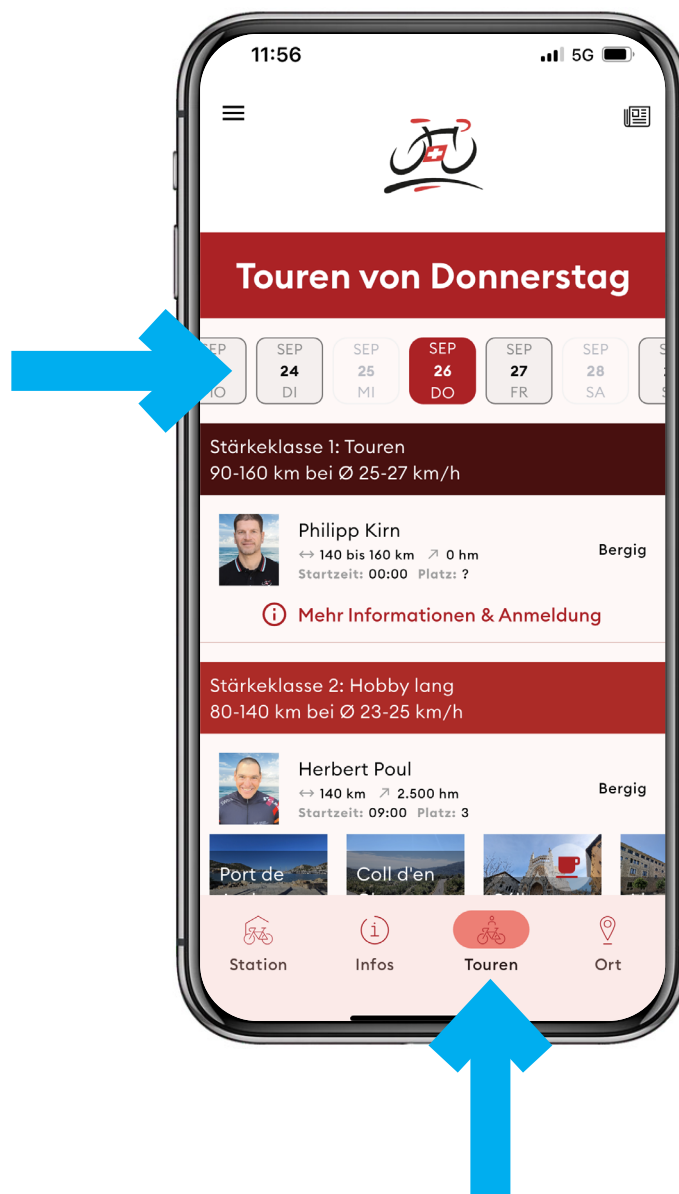 11:56 5G
Touren von Donnerstag
SEP SEP SEP SEP SEP
24 25 26 27 28
DI MI DO FR SA
Stärkeklasse 1: Touren
90-160 km bei Ø 25-27 km/h
Philipp Kirn
↔ 140 bis 160 km ↗ 0 hm
Bergig
Startzeit: 00:00 Platz: ?
Mehr Informationen & Anmeldung
Stärkeklasse 2: Hobby lang
80-140 km bei Ø 23-25 km/h
Herbert Poul
↔ 140 km ↗ 2.500 hm
Bergig
Startzeit: 09:00 Platz: 3
Port de Coll d'en
Station Infos Touren Ort